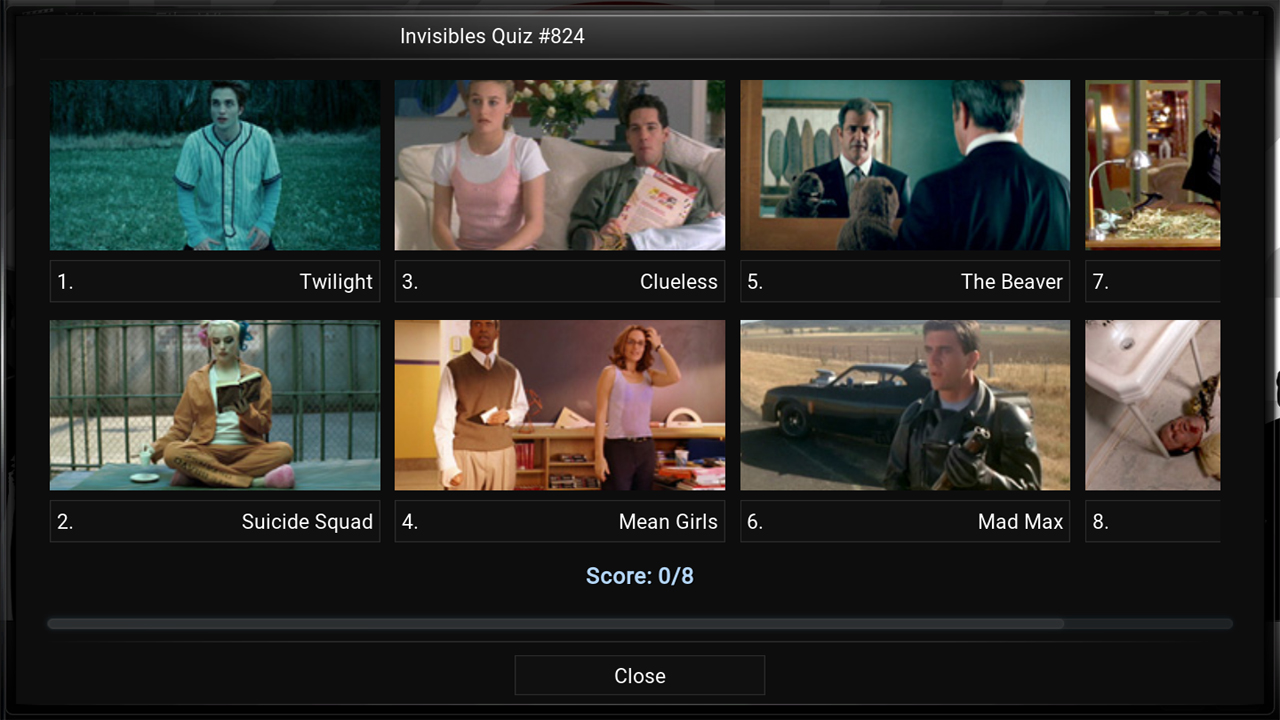 Invisibles Quiz #824
1. Twilight
3. Clueless
5. The Beaver
7.
2. Suicide Squad
4. Mean Girls
6. Mad Max
8.
Score: 0/8
Close